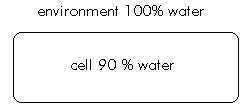 environment 100% water
cell 90 % water